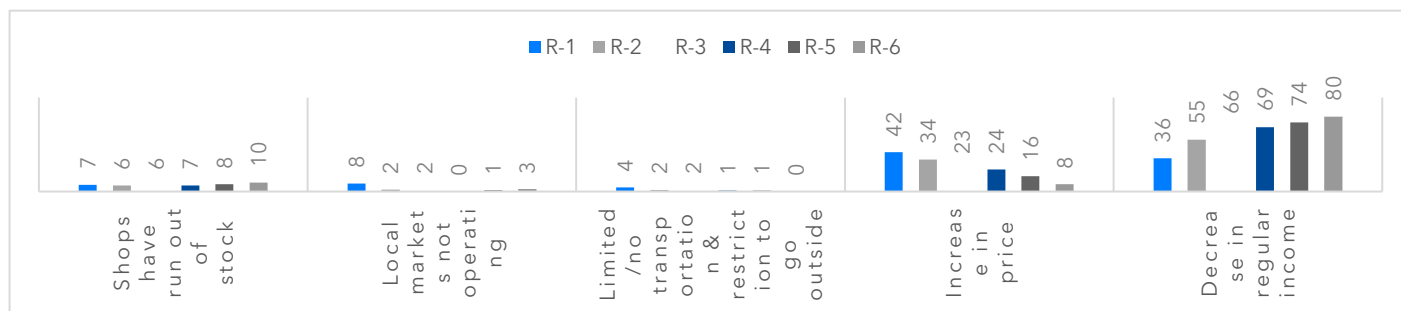 R-1 R-2 R-3 R-4 R-5 R-6
7 6 6 7 8 10
8 2 2 0 1 3
4 2 2 1 1 0
42 34 23 24 16 8
36 55 66 69 74 80
Shops
have
run out
of
stock
Local
market
s not
operati
ng
Limited
/no
transp
ortatio
n &
restrict
ion to
go
outside
Increas
e in
price
Decrea
se in
regular
income